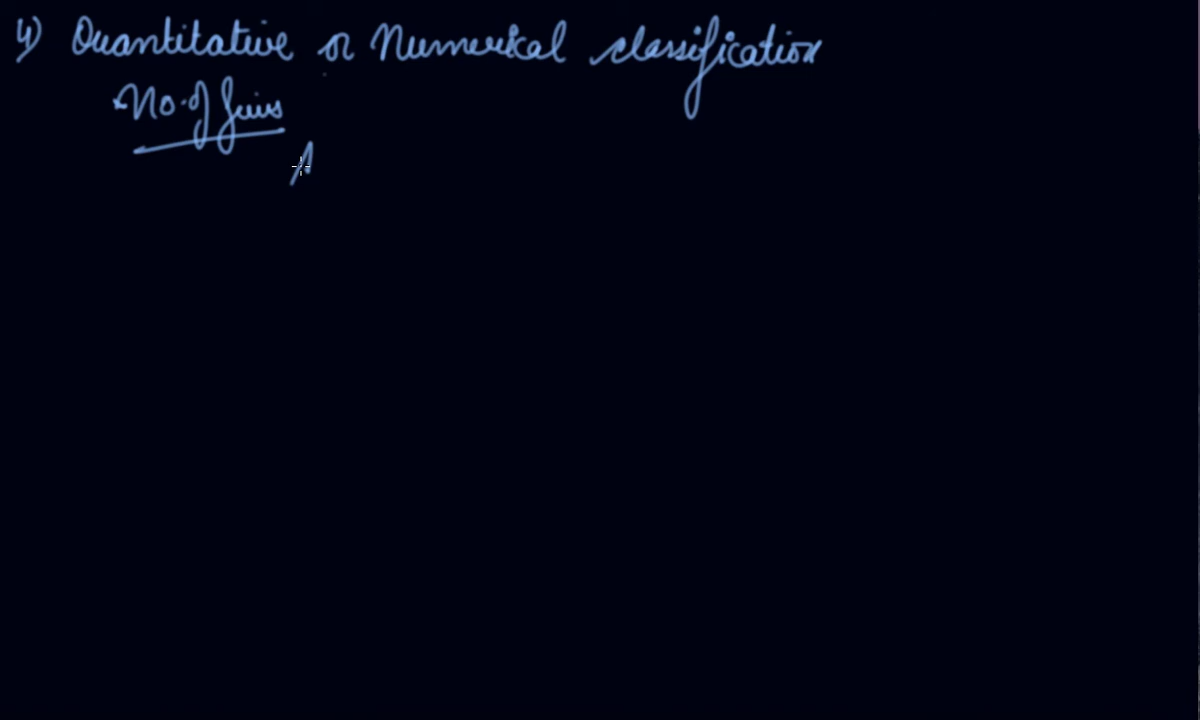 4) Quantitative or Numerical classification
No. of firms
A